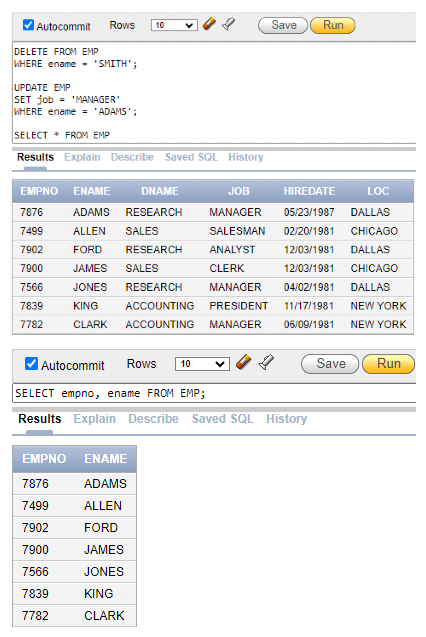 Autocommit Rows 10 Save Run
DELETE FROM EMP
WHERE ename = 'SMITH';
UPDATE EMP
SET job = 'MANAGER'
WHERE ename = 'ADAMS';
SELECT * FROM EMP
Results Explain Describe Saved SQL History
EMPNO ENAME DNAME JOB HIREDATE LOC
7876 ADAMS RESEARCH MANAGER 05/23/1987 DALLAS
7499 ALLEN SALES SALESMAN 02/20/1981 CHICAGO
7902 FORD RESEARCH ANALYST 12/03/1981 DALLAS
7900 JAMES SALES CLERK 12/03/1981 CHICAGO
7566 JONES RESEARCH MANAGER 04/02/1981 DALLAS
7839 KING ACCOUNTING PRESIDENT 11/17/1981 NEW YORK
7782 CLARK ACCOUNTING MANAGER 06/09/1981 NEW YORK
Autocommit Rows 10 Save Run
SELECT empno, ename FROM EMP;
Results Explain Describe Saved SQL History
EMPNO ENAME
7876 ADAMS
7499 ALLEN
7902 FORD
7900 JAMES
7566 JONES
7839 KING
7782 CLARK